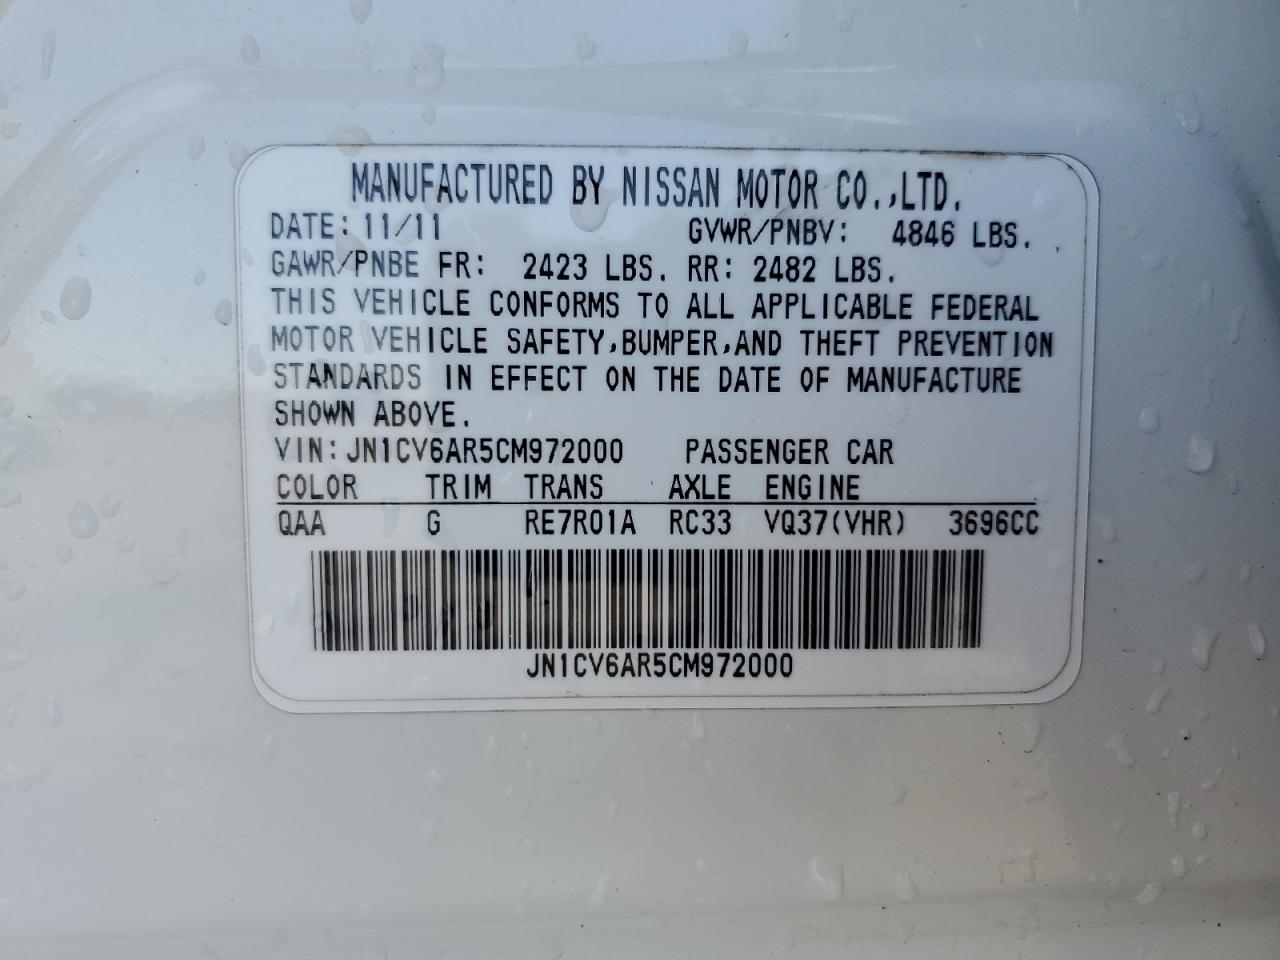 MANUFACTURED BY NISSAN MOTOR CO.,LTD.
DATE: 11/11 GVWR/PNBV: 4846 LBS.
GAWR/PNBE FR: 2423 LBS. RR: 2482 LBS.
THIS VEHICLE CONFORMS TO ALL APPLICABLE FEDERAL
MOTOR VEHICLE SAFETY,BUMPER,AND THEFT PREVENTION
STANDARDS IN EFFECT ON THE DATE OF MANUFACTURE
SHOWN ABOVE.
VIN: JN1CV6AR5CM972000 PASSENGER CAR
COLOR TRIM TRANS AXLE ENGINE
QAA G RE7R01A RC33 VQ37(VHR) 3696CC
JN1CV6AR5CM972000